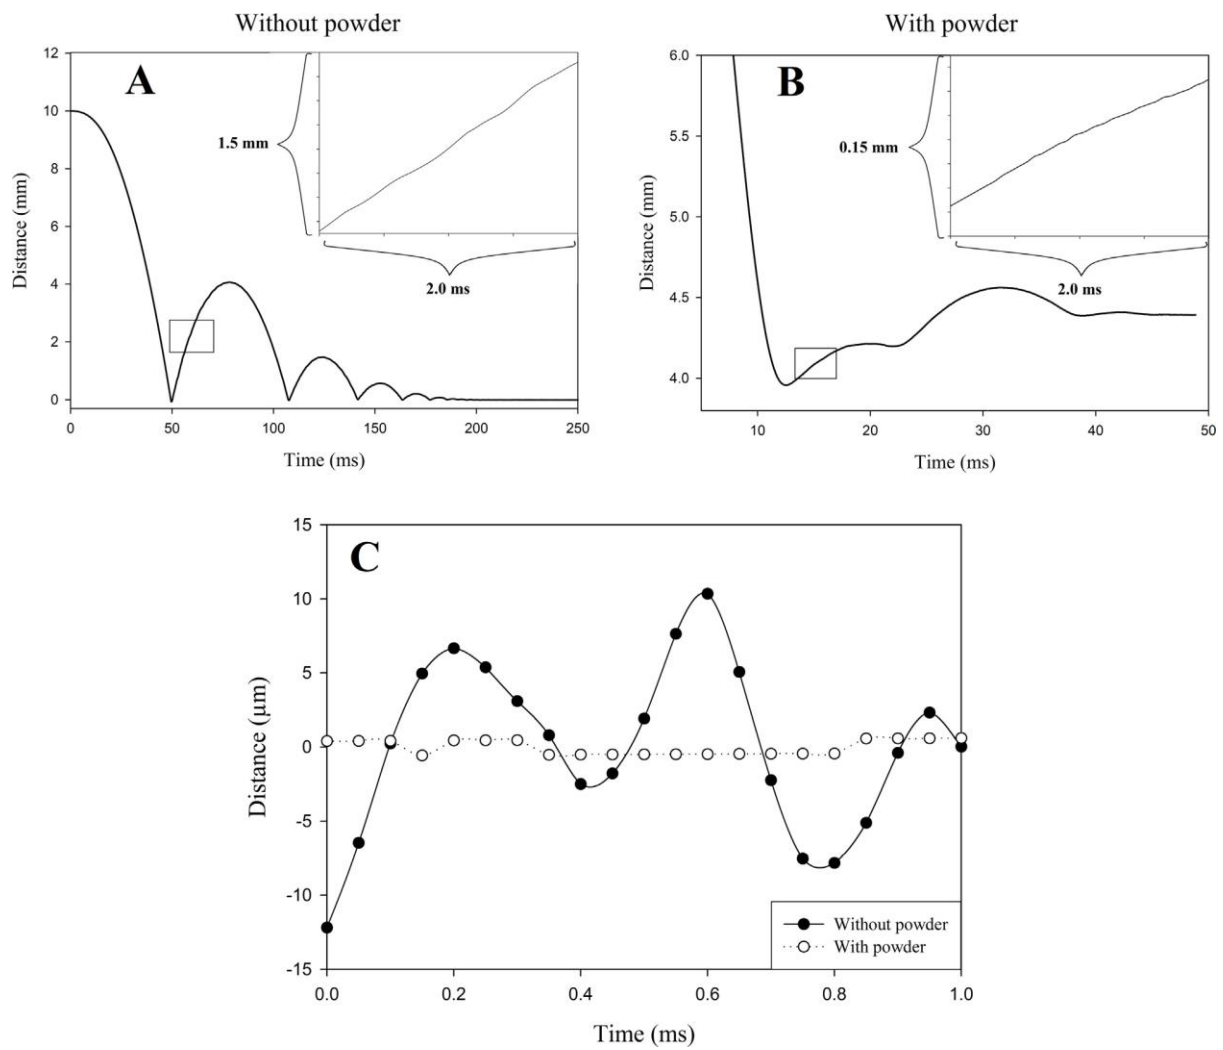 Without powder
With powder
A
12
10
8
6
4
2
0
Distance (mm)
1.5 mm
2.0 ms
0
50
100
150
200
250
Time (ms)
B
6.0
5.5
5.0
4.5
4.0
Distance (mm)
0.15 mm
2.0 ms
10
20
30
40
50
Time (ms)
C
15
10
5
0
-5
-10
-15
Distance (µm)
Without powder
With powder
0.0
0.2
0.4
0.6
0.8
1.0
Time (ms)